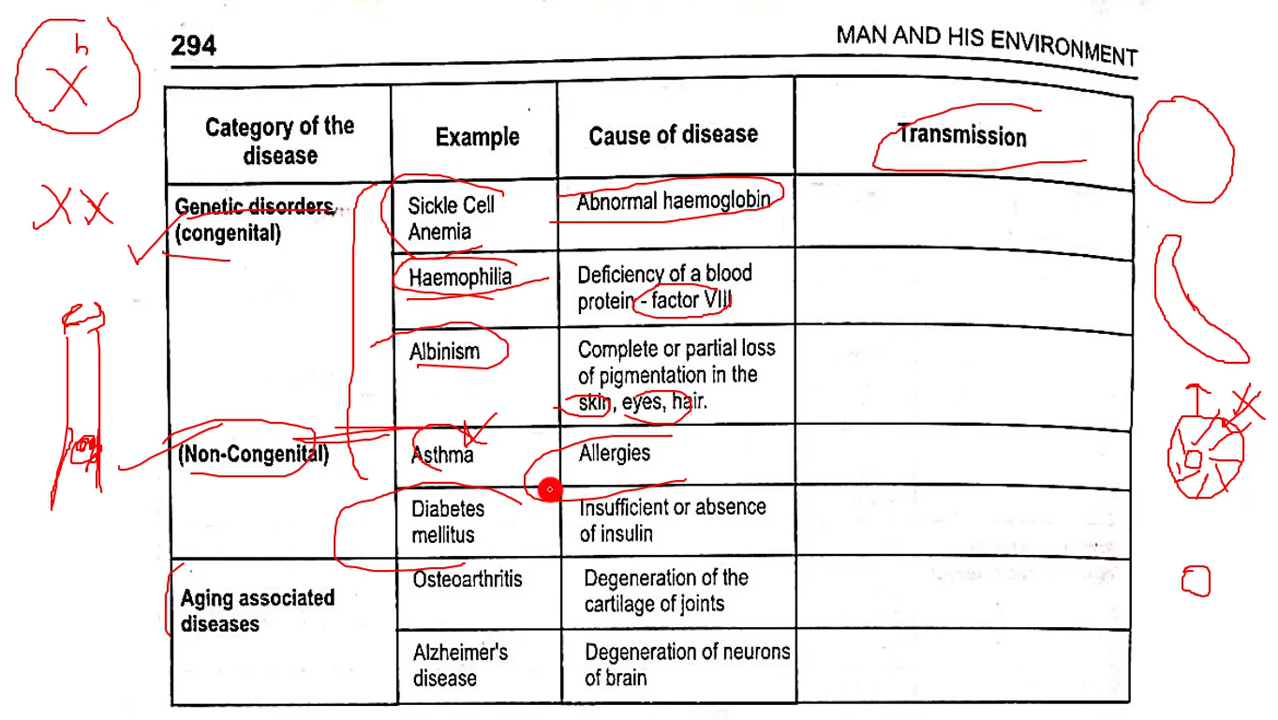 294
MAN AND HIS ENVIRONMENT
Category of the
disease
Example
Cause of disease
Transmission
Genetic disorders,
(congenital)
Sickle Cell
Anemia
Abnormal haemoglobin
Haemophilia
Deficiency of a blood
protein - factor VIII
Albinism
Complete or partial loss
of pigmentation in the
skin, eyes, hair.
(Non-Congenital)
Asthma
Allergies
Diabetes
mellitus
Insufficient or absence
of insulin
Aging associated
diseases
Osteoarthritis
Degeneration of the
cartilage of joints
Alzheimer's
disease
Degeneration of neurons
of brain
h
X
XX